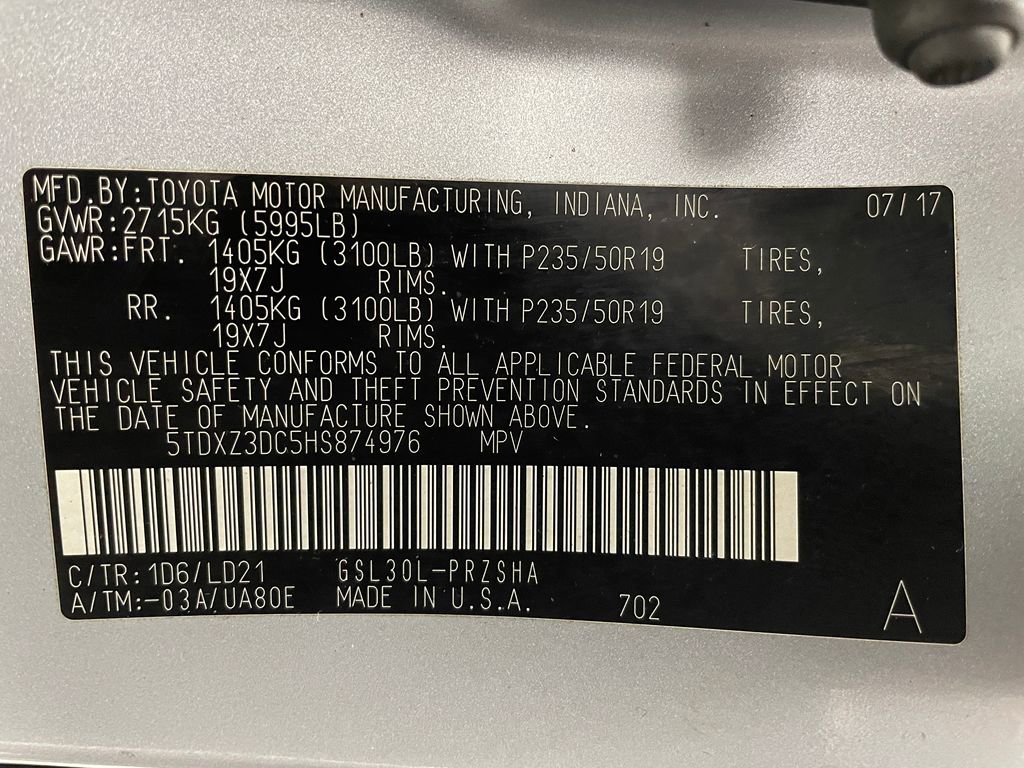 MFD.BY:TOYOTA MOTOR MANUFACTURING, INDIANA, INC. 07/17
GVWR:2715KG (5995LB)
GAWR:FRT. 1405KG (3100LB) WITH P235/50R19 TIRES,
19X7J RIMS.
RR. 1405KG (3100LB) WITH P235/50R19 TIRES,
19X7J RIMS.
THIS VEHICLE CONFORMS TO ALL APPLICABLE FEDERAL MOTOR
VEHICLE SAFETY AND THEFT PREVENTION STANDARDS IN EFFECT ON
THE DATE OF MANUFACTURE SHOWN ABOVE.
5TDXZ3DC5HS874976 MPV
C/TR:1D6/LD21 GSL30L-PRZSHA
A/TM:-03A/UA80E MADE IN U.S.A. 702 A